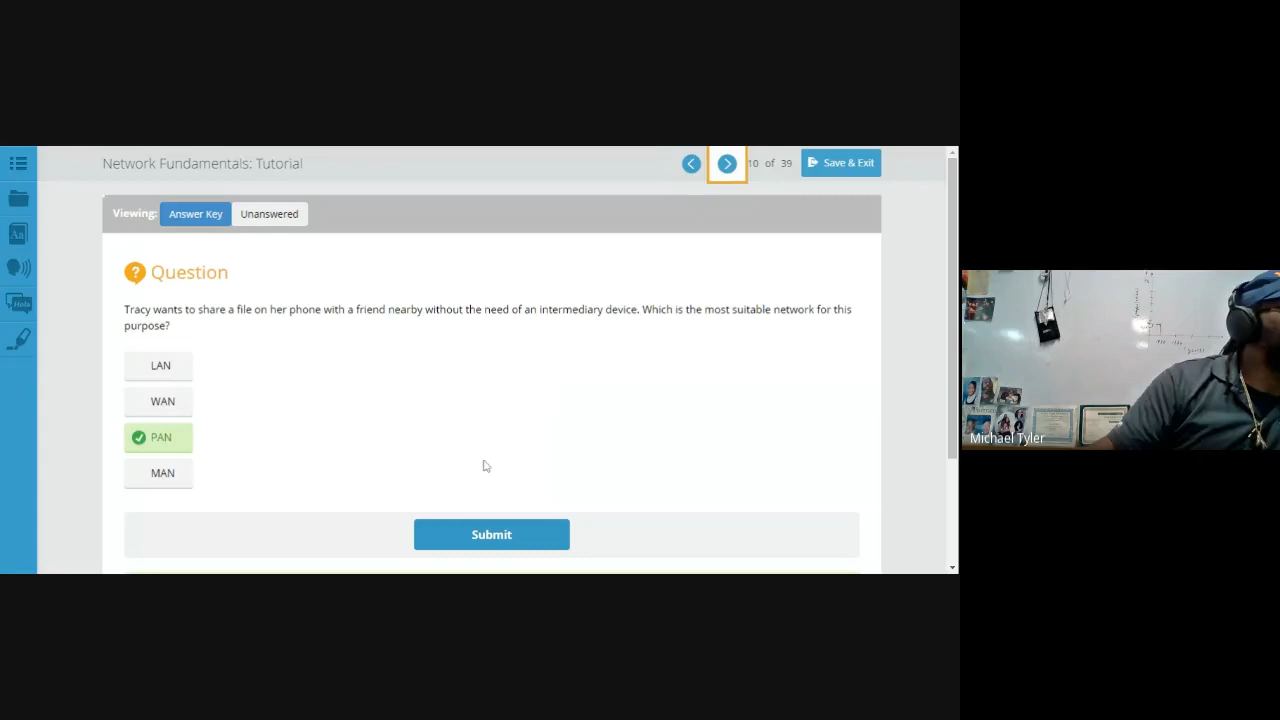 Network Fundamentals: Tutorial
10 of 39
Save & Exit
Viewing:
Answer Key
Unanswered
Aa
Hola
? Question
Tracy wants to share a file on her phone with a friend nearby without the need of an intermediary device. Which is the most suitable network for this
purpose?
LAN
WAN
PAN
MAN
Submit
Michael Tyler